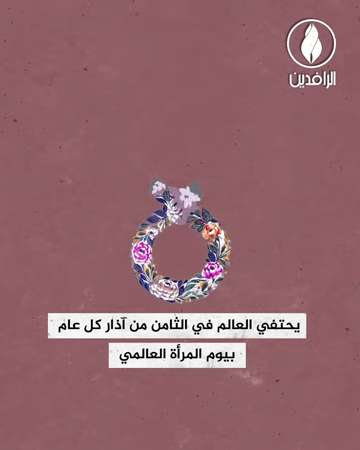 الرافدين
يحتفي العالم في الثامن من آذار كل عام
بيوم المرأة العالمي